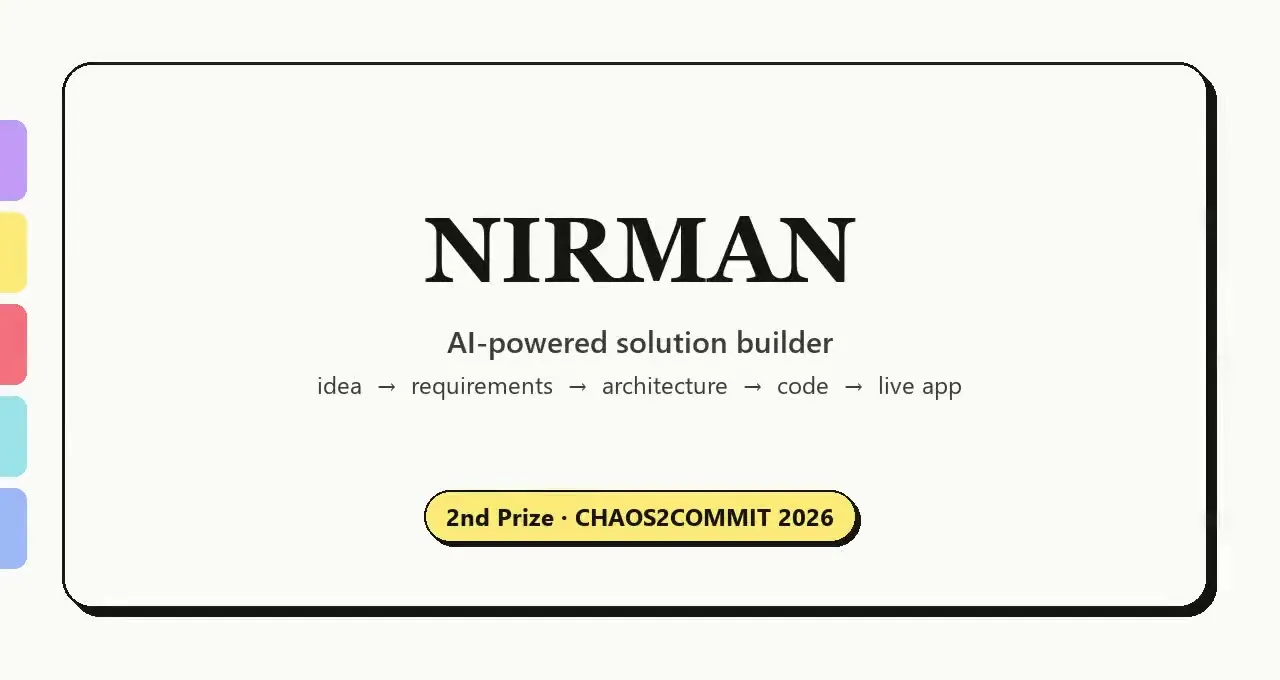 NIRMAN
AI-powered solution builder
idea → requirements → architecture → code → live app
2nd Prize · CHAOS2COMMIT 2026